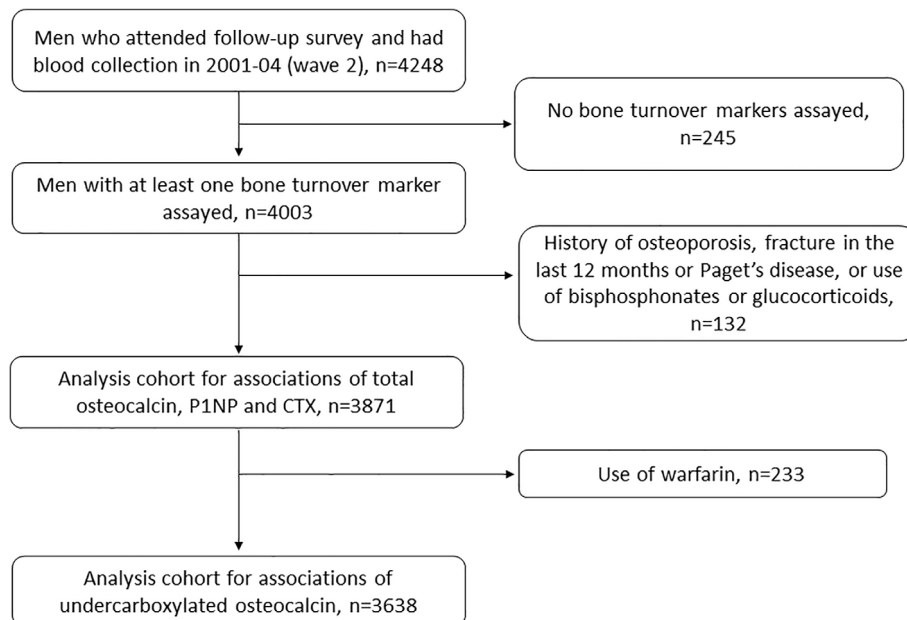 Men who attended follow-up survey and had
blood collection in 2001-04 (wave 2), n=4248
No bone turnover markers assayed,
n=245
Men with at least one bone turnover marker
assayed, n=4003
History of osteoporosis, fracture in the
last 12 months or Paget's disease, or use
of bisphosphonates or glucocorticoids,
n=132
Analysis cohort for associations of total
osteocalcin, P1NP and CTX, n=3871
Use of warfarin, n=233
Analysis cohort for associations of
undercarboxylated osteocalcin, n=3638